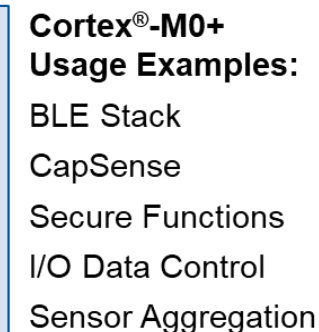 Cortex®-M0+
Usage Examples:
BLE Stack
CapSense
Secure Functions
I/O Data Control
Sensor Aggregation